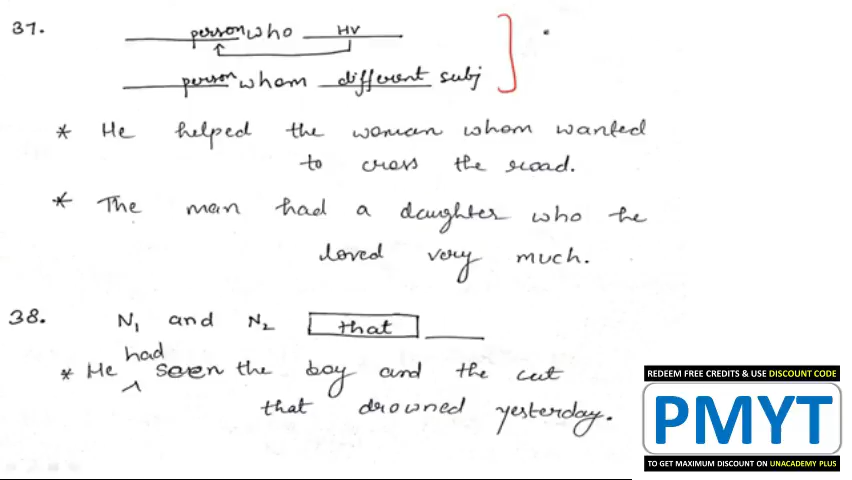 37. person who HV
person whom different subj
* He helped the woman whom wanted
to cross the road.
* The man had a daughter who he
loved very much.
38. N1 and N2 that
had
* He ^ seen the boy and the cat
that drowned yesterday.
REDEEM FREE CREDITS & USE DISCOUNT CODE
PMYT
TO GET MAXIMUM DISCOUNT ON UNACADEMY PLUS